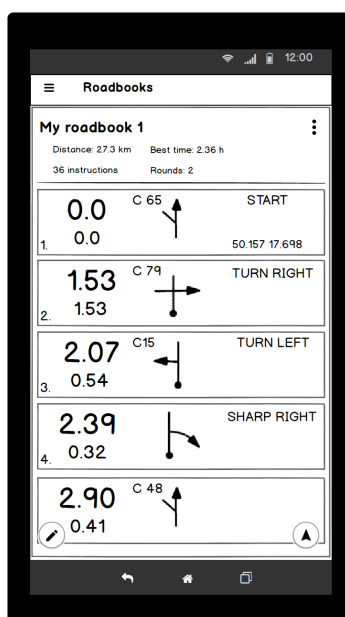 12:00
Roadbooks
My roadbook 1
Distance: 27.3 km Best time: 2.36 h
36 instructions Rounds: 2
0.0 C 65 START
1. 0.0 50.157 17.698
1.53 C 79 TURN RIGHT
2. 1.53
2.07 C15 TURN LEFT
3. 0.54
2.39 SHARP RIGHT
4. 0.32
2.90 C 48
0.41